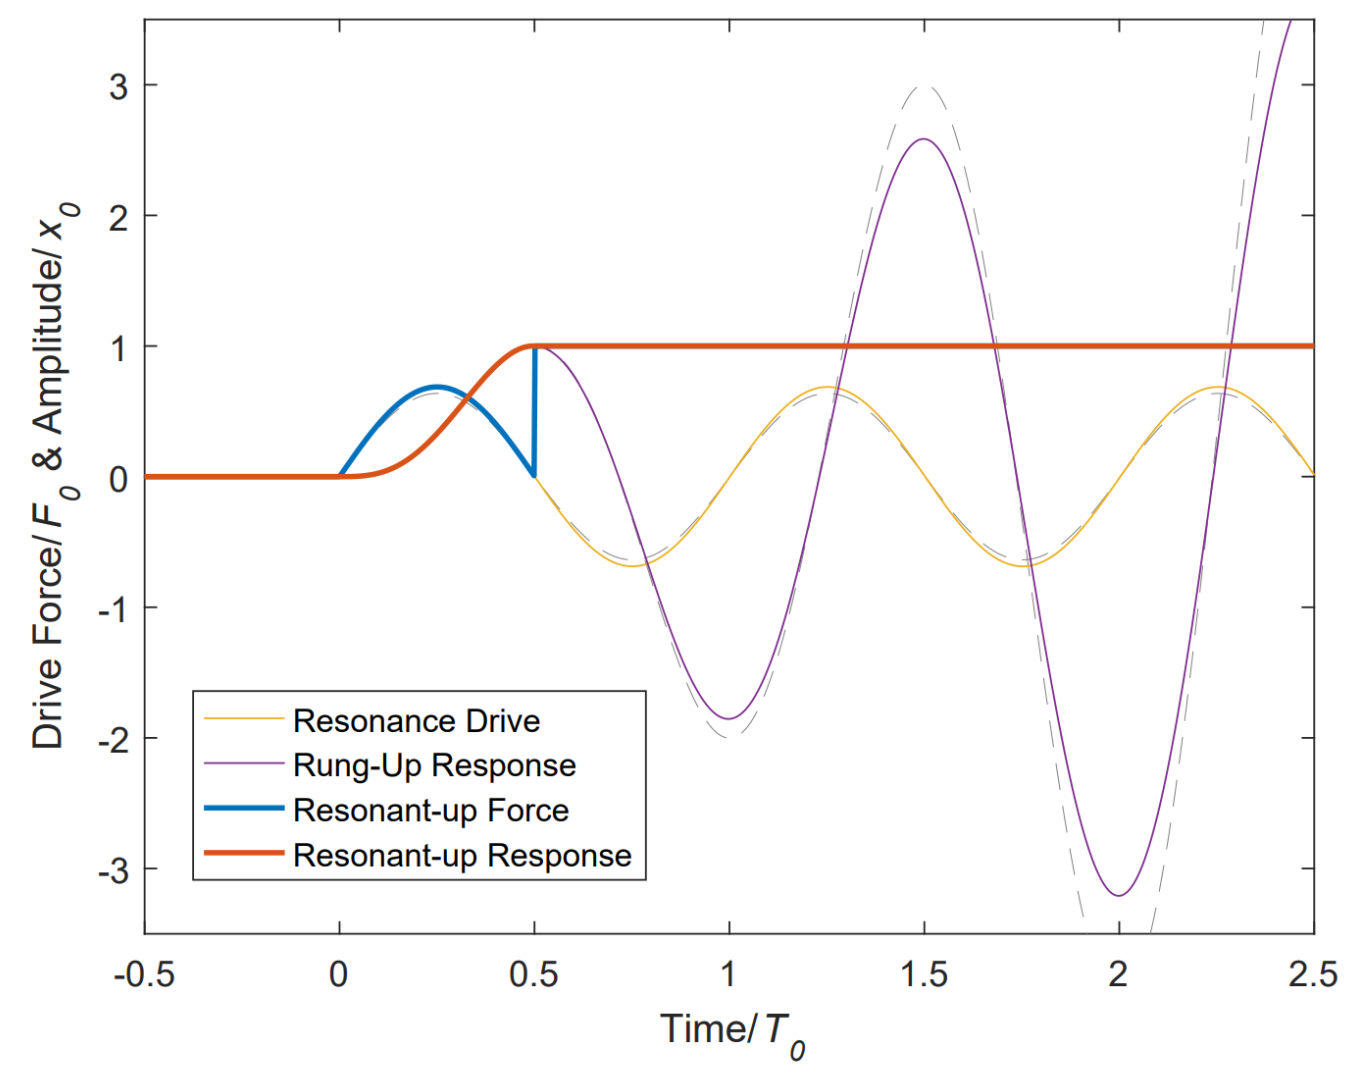 Drive Force/ F0 & Amplitude/ x0
3
2
1
0
-1
-2
-3
Resonance Drive
Rung-Up Response
Resonant-up Force
Resonant-up Response
-0.5 0 0.5 1 1.5 2 2.5
Time/ T0